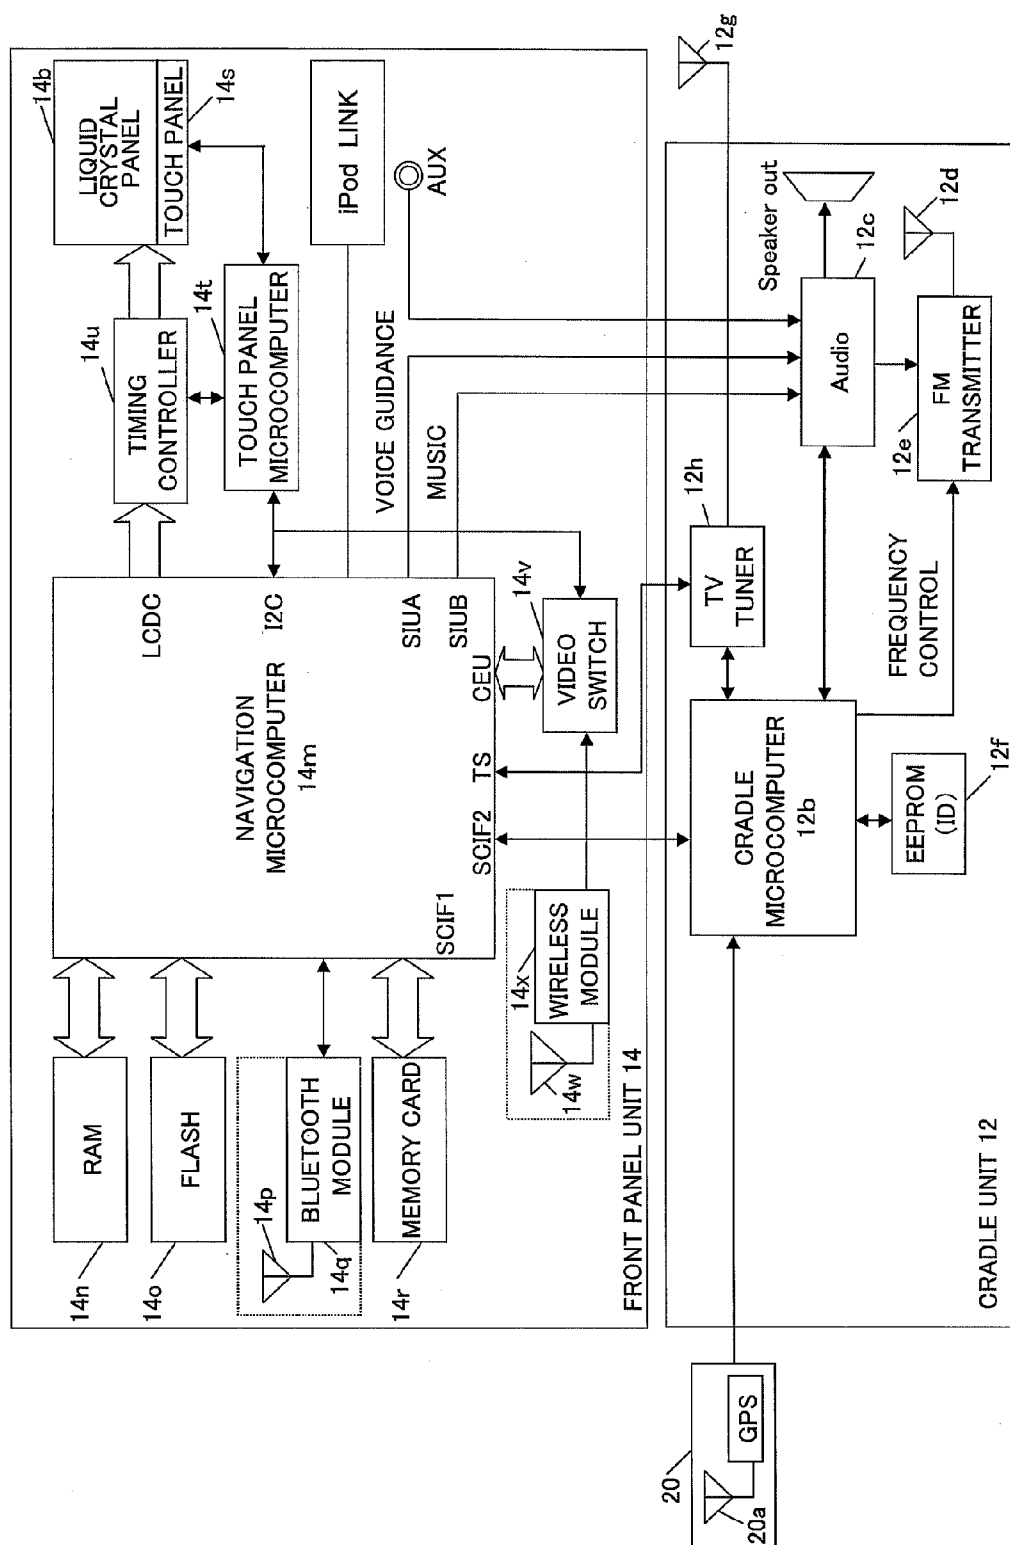 14n
RAM
14o
FLASH
14p
14q
BLUETOOTH
MODULE
14r
MEMORY CARD
NAVIGATION
MICROCOMPUTER
14m
LCDC
I2C
SIUA
SIUB
CEU
TS
SCIF2
SCIF1
14u
TIMING
CONTROLLER
14b
LIQUID
CRYSTAL
PANEL
TOUCH PANEL
14s
14t
TOUCH PANEL
MICROCOMPUTER
iPod LINK
AUX
VOICE GUIDANCE
MUSIC
14v
VIDEO
SWITCH
14x
WIRELESS
MODULE
14w
FRONT PANEL UNIT 14
12g
20
GPS
20a
CRADLE
MICROCOMPUTER
12b
12h
TV
TUNER
Speaker out
12c
Audio
12d
12e
FM
TRANSMITTER
FREQUENCY
CONTROL
EEPROM
(ID)
12f
CRADLE UNIT 12